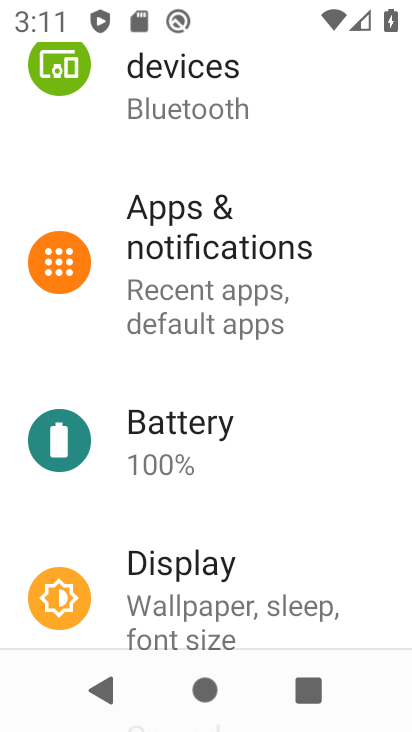 3:11
devices
Bluetooth
Apps &
notifications
Recent apps,
default apps
Battery
100%
Display
Wallpaper, sleep,
font size